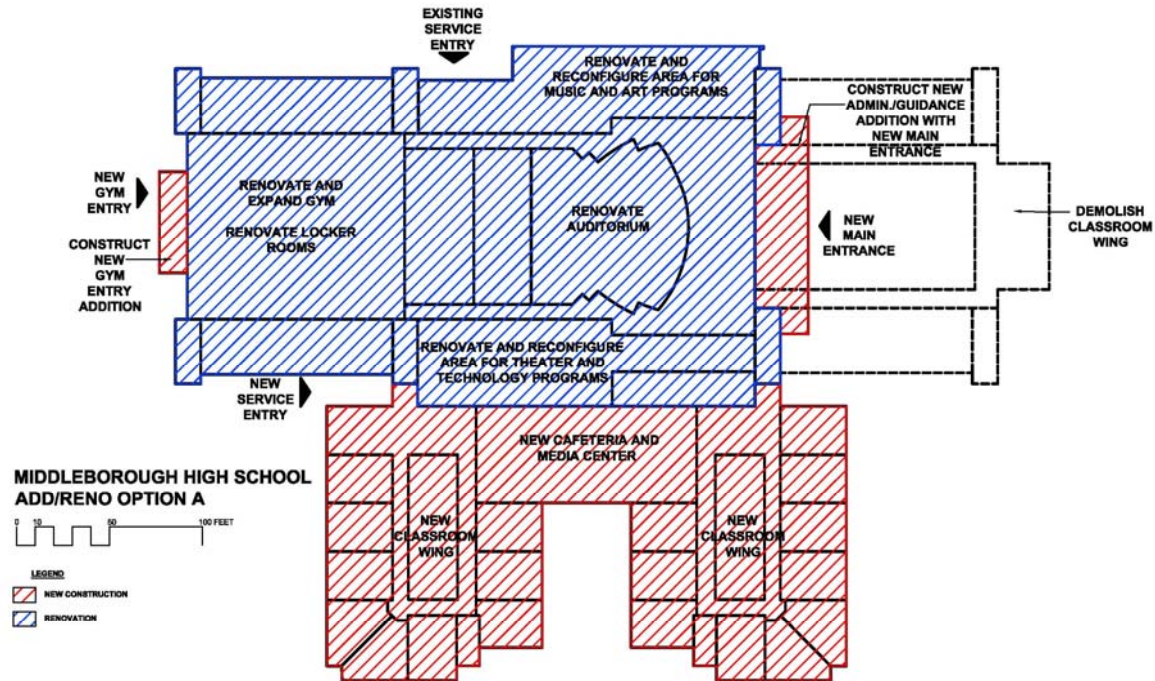 EXISTING
SERVICE
ENTRY
RENOVATE AND
RECONFIGURE AREA FOR
MUSIC AND ART PROGRAMS
CONSTRUCT NEW
ADMIN./GUIDANCE
ADDITION WITH
NEW MAIN
ENTRANCE
NEW
GYM
ENTRY
CONSTRUCT
NEW
GYM
ENTRY
ADDITION
RENOVATE AND
EXPAND GYM
RENOVATE LOCKER
ROOMS
RENOVATE
AUDITORIUM
NEW
MAIN
ENTRANCE
DEMOLISH
CLASSROOM
WING
RENOVATE AND RECONFIGURE
AREA FOR THEATER AND
TECHNOLOGY PROGRAMS
NEW
SERVICE
ENTRY
NEW CAFETERIA AND
MEDIA CENTER
NEW
CLASSROOM
WING
NEW
CLASSROOM
WING
MIDDLEBOROUGH HIGH SCHOOL
ADD/RENO OPTION A
0 10 50 100 FEET
LEGEND
NEW CONSTRUCTION
RENOVATION